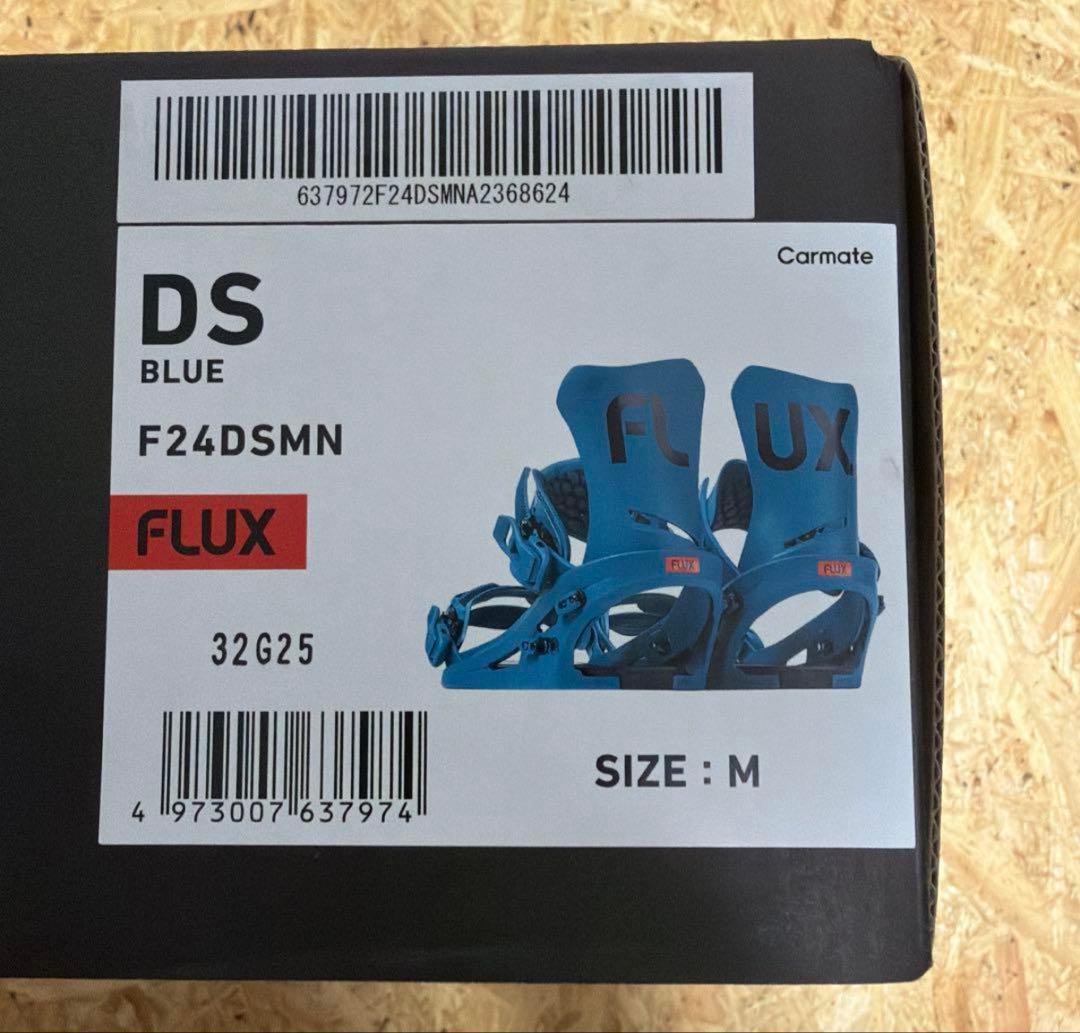 637972F24DSMNA2368624
Carmate
DS
BLUE
F24DSMN
FLUX
FL UX
FLUX FLUX
32G25
4 973007 637974
SIZE : M